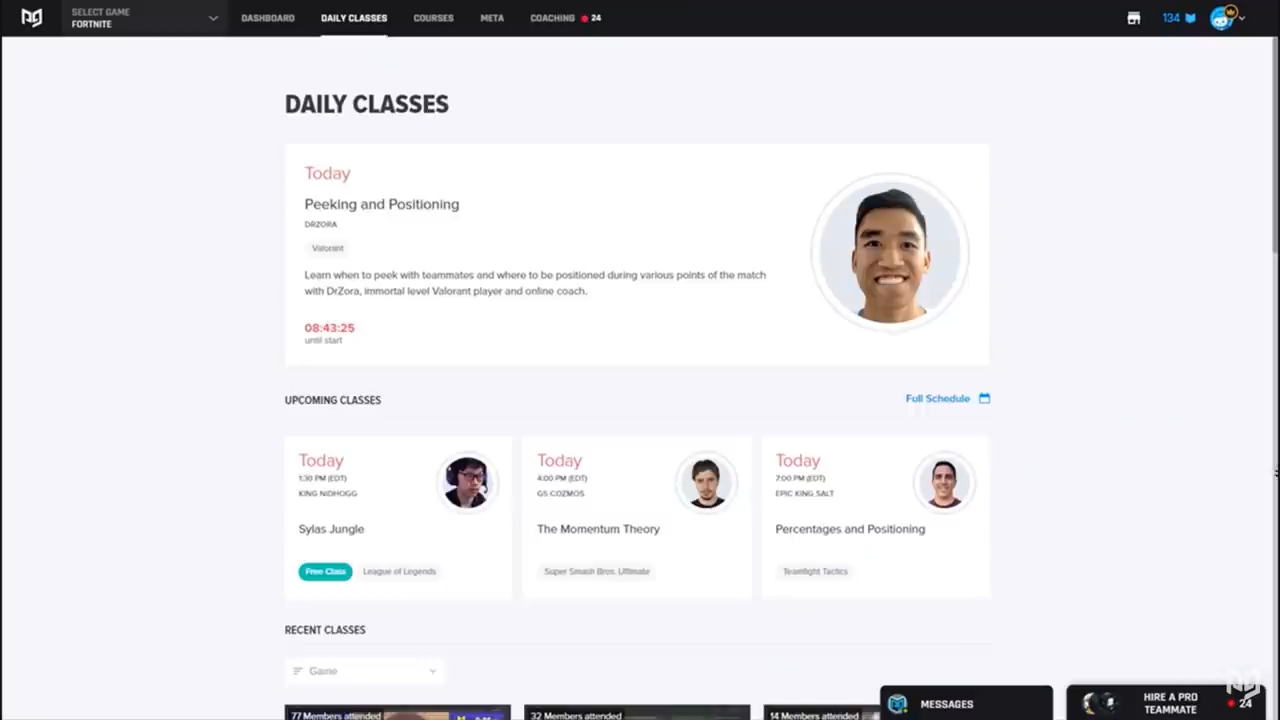 SELECT GAME
FORTNITE
DASHBOARD
DAILY CLASSES
COURSES
META
COACHING 24
134
DAILY CLASSES
Today
Peeking and Positioning
DRZORA
Valorant
Learn when to peek with teammates and where to be positioned during various points of the match
with DrZora, immortal level Valorant player and online coach.
08:43:25
until start
UPCOMING CLASSES
Full Schedule
Today
1:30 PM (EDT)
KING NIDHOGG
Sylas Jungle
Free Class
League of Legends
Today
4:00 PM (EDT)
GS COZMOS
The Momentum Theory
Super Smash Bros. Ultimate
Today
7:00 PM (EDT)
EPIC KING SALT
Percentages and Positioning
Teamfight Tactics
RECENT CLASSES
Game
77 Members attended
32 Members attended
14 Members attended
MESSAGES
HIRE A PRO
TEAMMATE
24